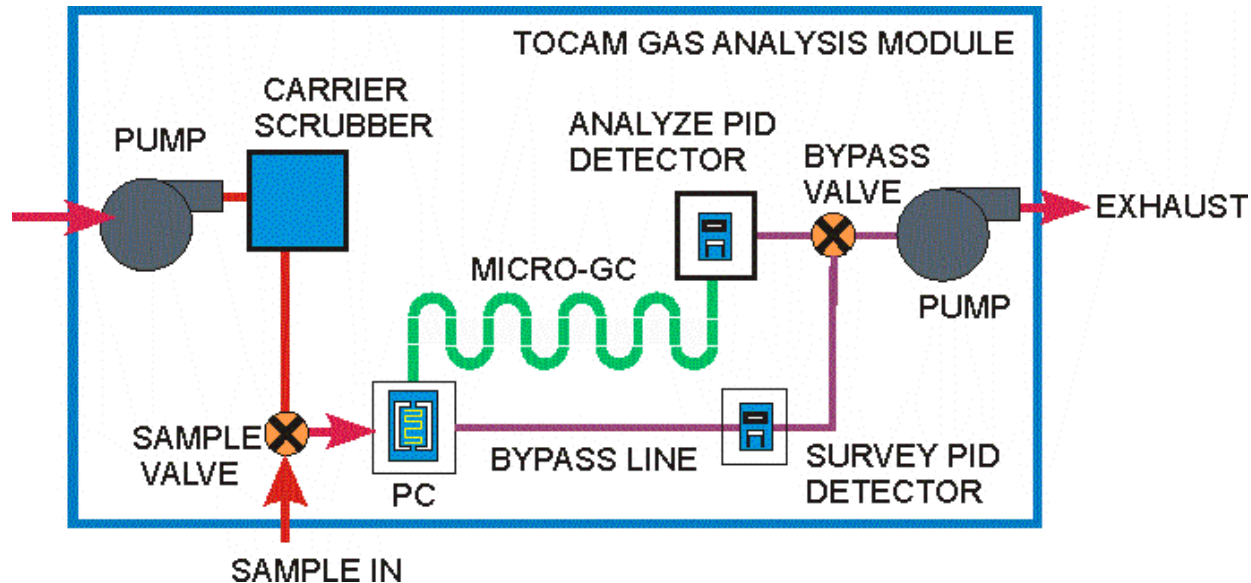 TOCAM GAS ANALYSIS MODULE
CARRIER
SCRUBBER
PUMP
ANALYZE PID
DETECTOR
BYPASS
VALVE
EXHAUST
MICRO-GC
PUMP
SAMPLE
VALVE
BYPASS LINE
SURVEY PID
DETECTOR
PC
SAMPLE IN